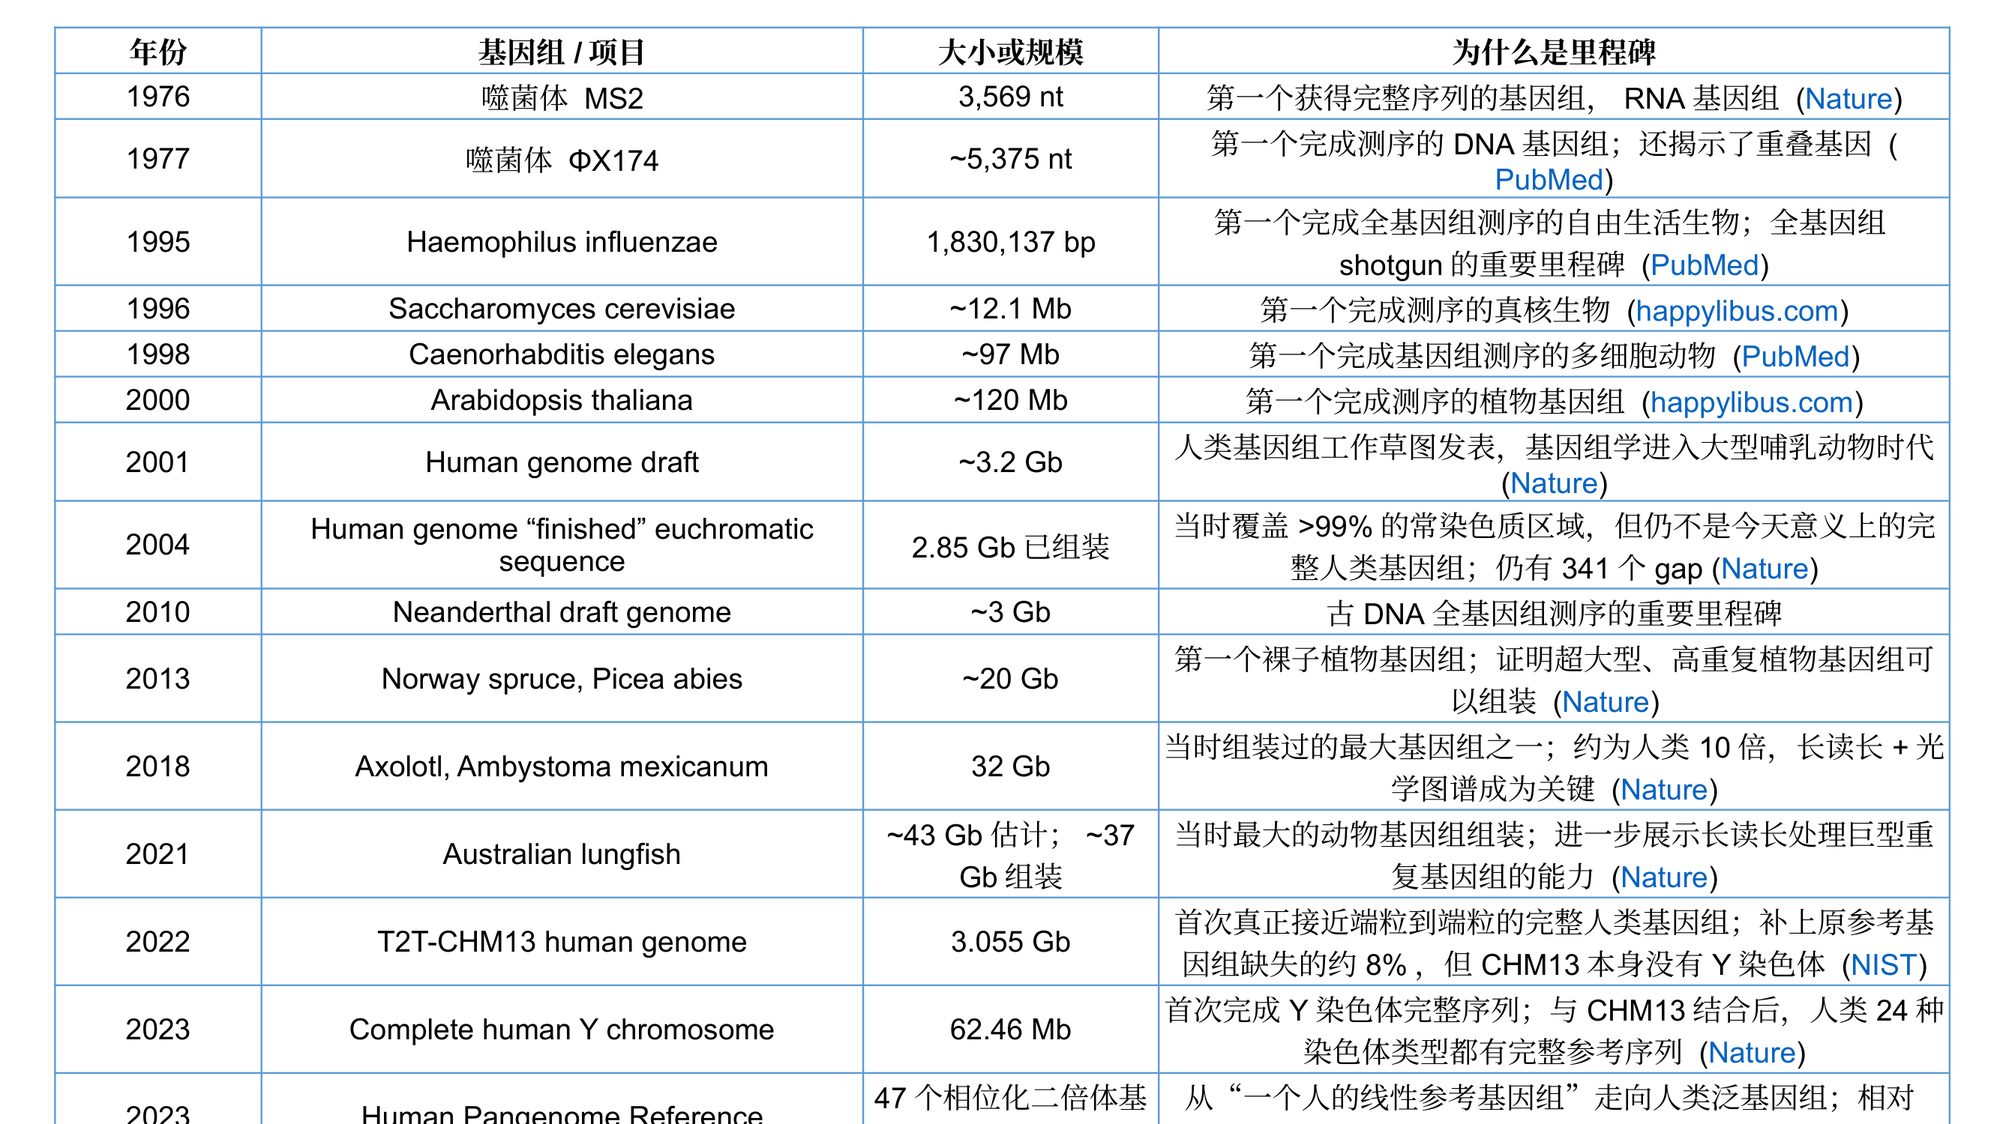 年份 基因组 / 项目 大小或规模 为什么是里程碑
1976 噬菌体 MS2 3,569 nt 第一个获得完整序列的基因组， RNA 基因组 (Nature)
1977 噬菌体 ΦX174 ~5,375 nt 第一个完成测序的 DNA 基因组；还揭示了重叠基因 (
PubMed)
1995 Haemophilus influenzae 1,830,137 bp 第一个完成全基因组测序的自由生活生物；全基因组
shotgun 的重要里程碑 (PubMed)
1996 Saccharomyces cerevisiae ~12.1 Mb 第一个完成测序的真核生物 (happylibus.com)
1998 Caenorhabditis elegans ~97 Mb 第一个完成基因组测序的多细胞动物 (PubMed)
2000 Arabidopsis thaliana ~120 Mb 第一个完成测序的植物基因组 (happylibus.com)
2001 Human genome draft ~3.2 Gb 人类基因组工作草图发表，基因组学进入大型哺乳动物时代
(Nature)
2004 Human genome “finished” euchromatic
sequence 2.85 Gb 已组装 当时覆盖 >99% 的常染色质区域，但仍不是今天意义上的完
整人类基因组；仍有 341 个 gap (Nature)
2010 Neanderthal draft genome ~3 Gb 古 DNA 全基因组测序的重要里程碑
2013 Norway spruce, Picea abies ~20 Gb 第一个裸子植物基因组；证明超大型、高重复植物基因组可
以组装 (Nature)
2018 Axolotl, Ambystoma mexicanum 32 Gb 当时组装过的最大基因组之一；约为人类 10 倍，长读长 + 光
学图谱成为关键 (Nature)
2021 Australian lungfish ~43 Gb 估计； ~37
Gb 组装 当时最大的动物基因组组装；进一步展示长读长处理巨型重
复基因组的能力 (Nature)
2022 T2T-CHM13 human genome 3.055 Gb 首次真正接近端粒到端粒的完整人类基因组；补上原参考基
因组缺失的约 8% ，但 CHM13 本身没有 Y 染色体 (NIST)
2023 Complete human Y chromosome 62.46 Mb 首次完成 Y 染色体完整序列；与 CHM13 结合后，人类 24 种
染色体类型都有完整参考序列 (Nature)
2023 Human Pangenome Reference 47 个相位化二倍体基 从“一个人的线性参考基因组”走向人类泛基因组；相对